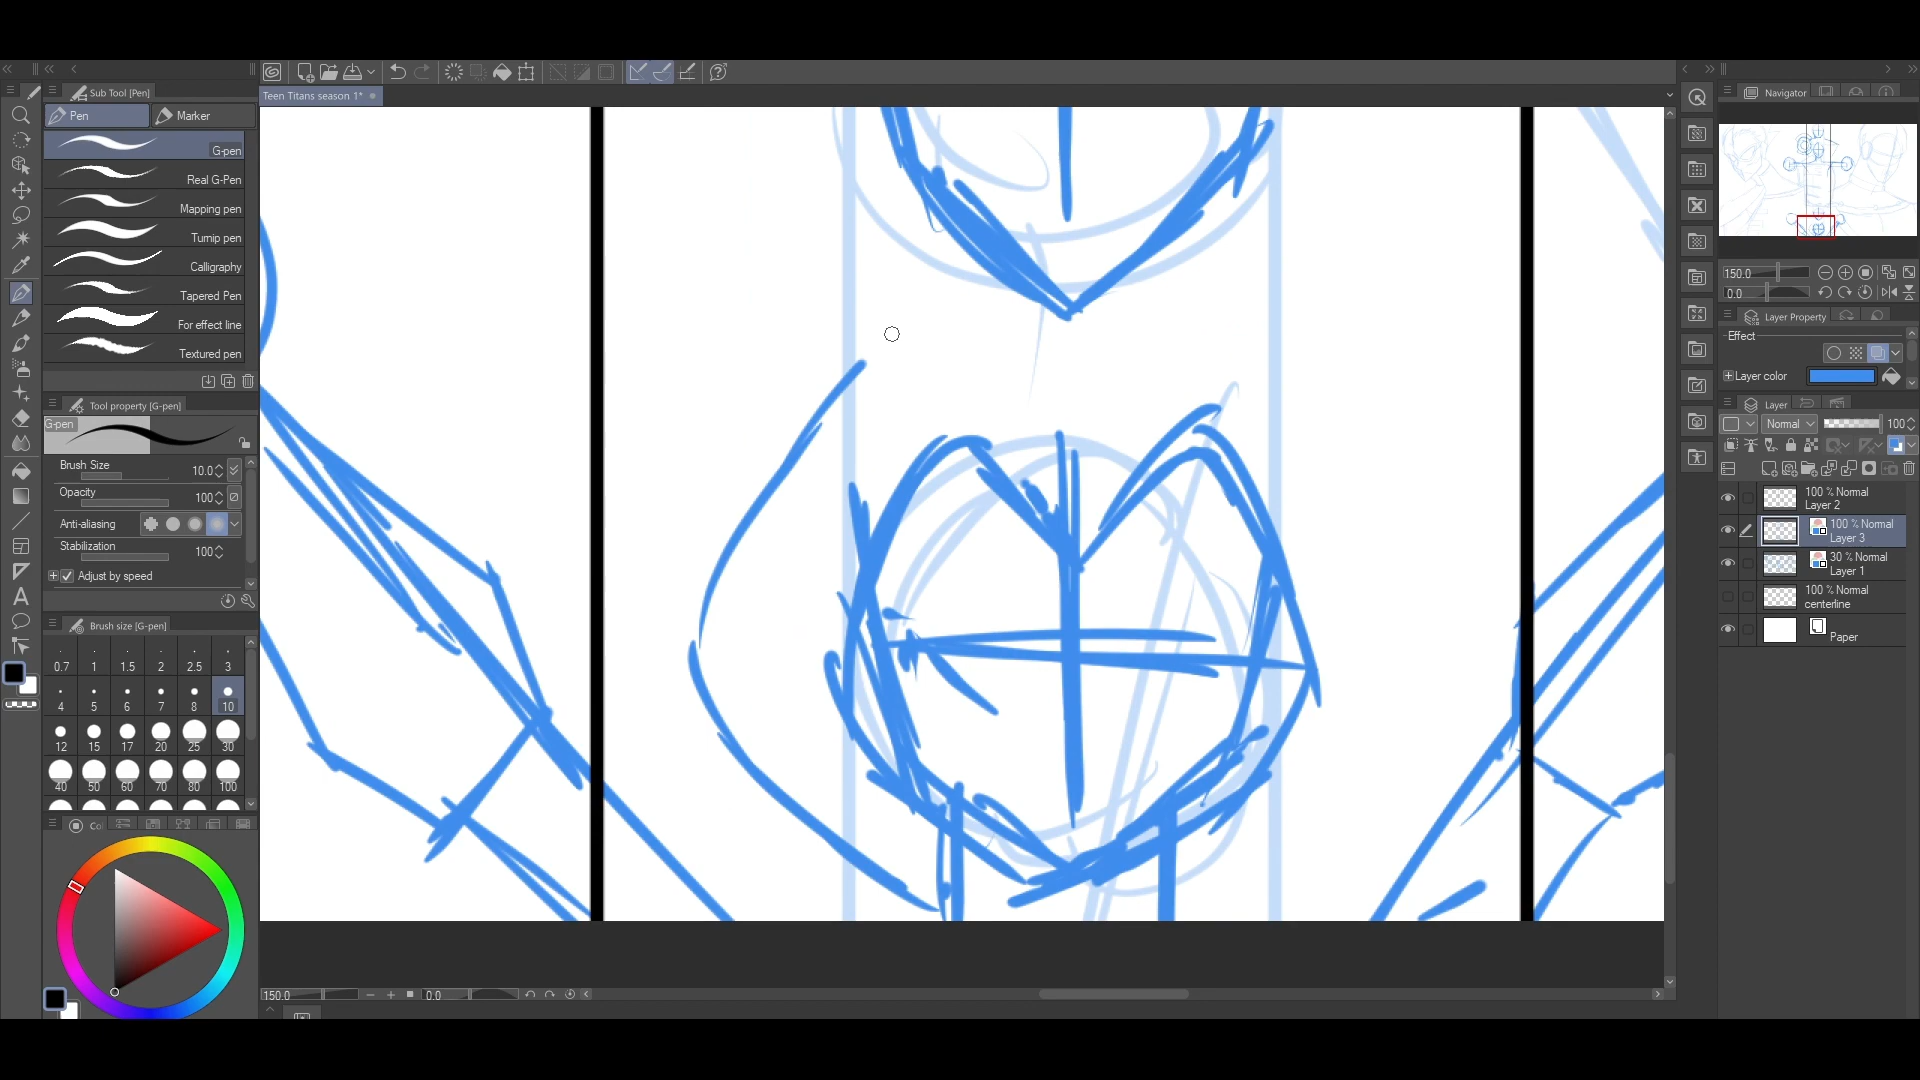 Teen Titans season 1*
Sub Tool [Pen]
Pen
Marker
G-pen
Real G-Pen
Mapping pen
Turnip pen
Calligraphy
Tapered Pen
For effect line
Textured pen
Tool property [G-pen]
G-pen
Brush Size 10.0
Opacity 100
Anti-aliasing
Stabilization 100
Adjust by speed
Brush size [G-pen]
0.7 1 1.5 2 2.5 3
4 5 6 7 8 10
12 15 17 20 25 30
40 50 60 70 80 100
Co
150.0 0.0
Navigator
150.0
0.0
Layer Property
Effect
Layer color
Layer
Normal 100
100 % Normal
Layer 2
100 % Normal
Layer 3
30 % Normal
Layer 1
100 % Normal
centerline
Paper